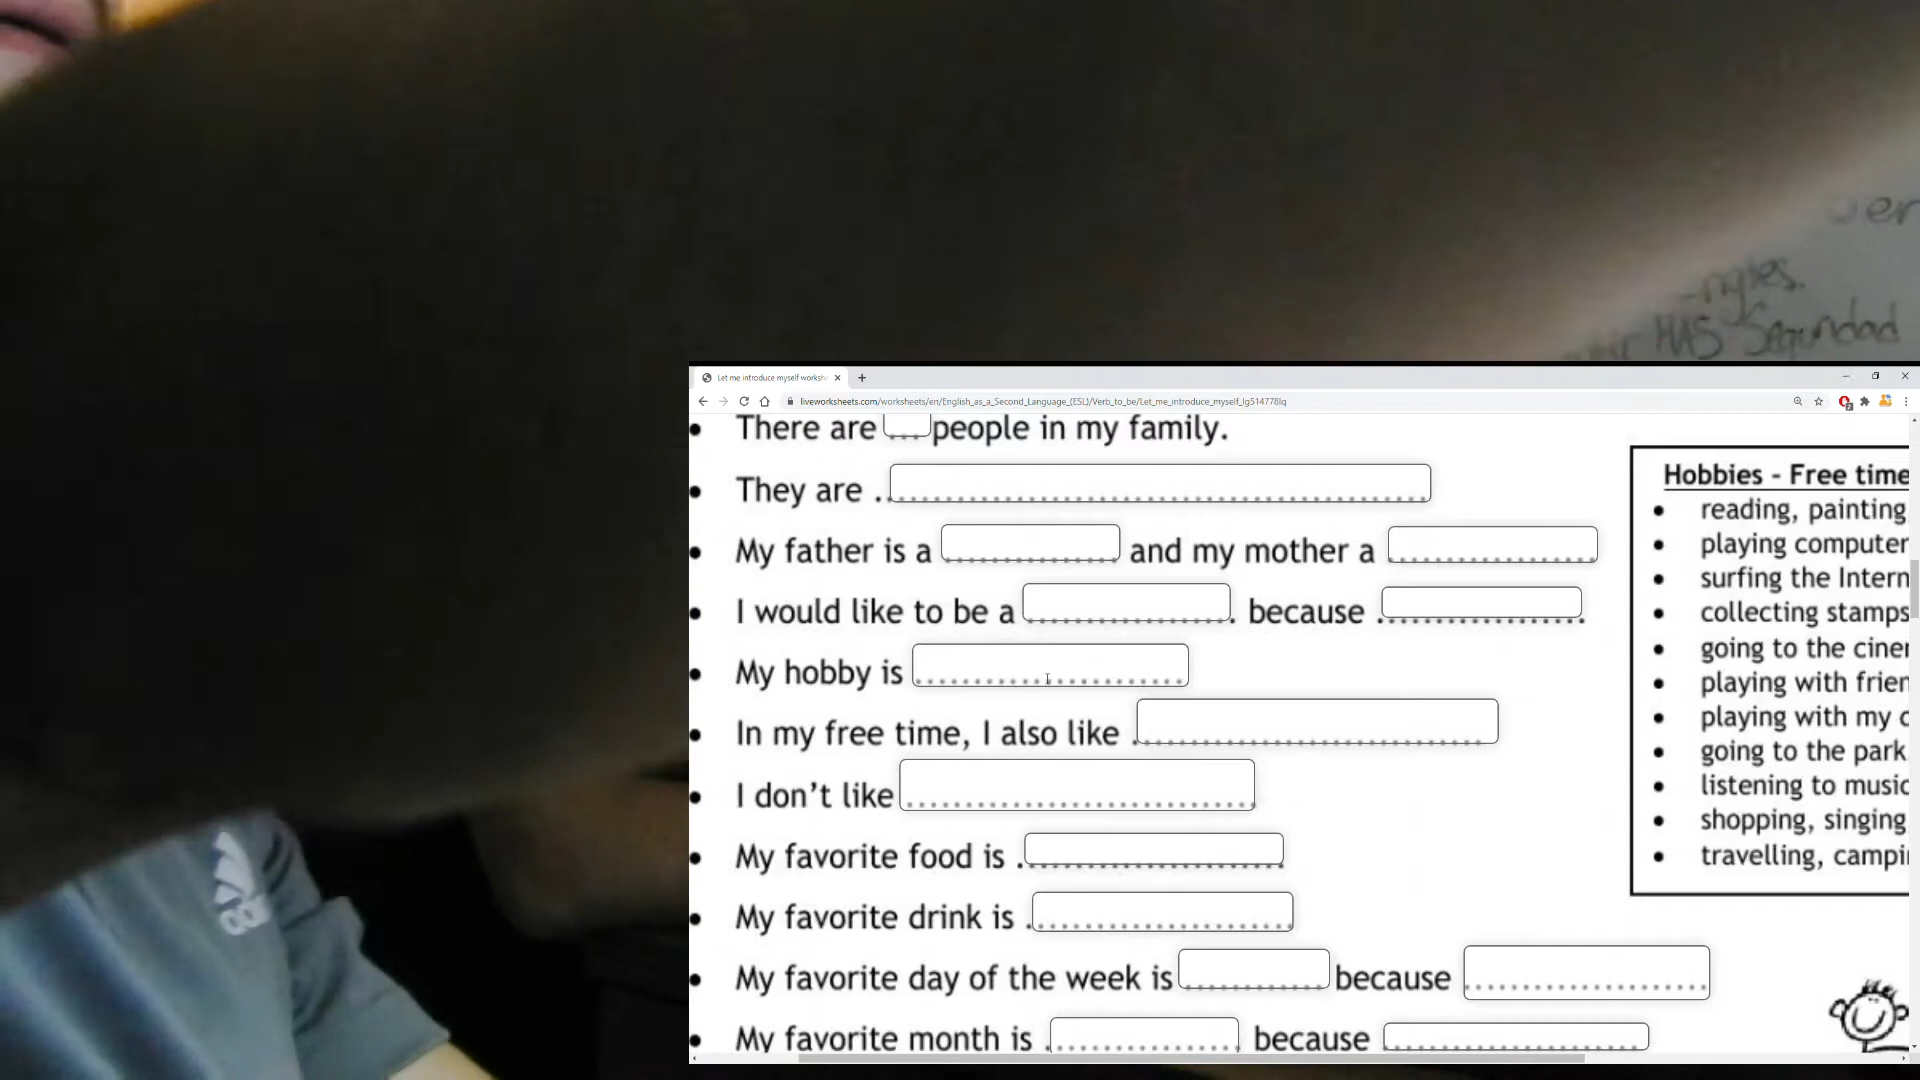 Seguridad
Let me introduce myself worksh
liveworksheets.com/worksheets/en/English_as_a_Second_Language_(ESL)/Verb_to_be/Let_me_introduce_myself_lg514778lq
There are people in my family.
They are
My father is a and my mother a
I would like to be a because
My hobby is
In my free time, I also like
I don’t like
My favorite food is
My favorite drink is
My favorite day of the week is because
My favorite month is because
Hobbies - Free time
reading, painting,
playing computer
surfing the Intern
collecting stamps
going to the ciner
playing with frien
playing with my c
going to the park
listening to music
shopping, singing,
travelling, campi